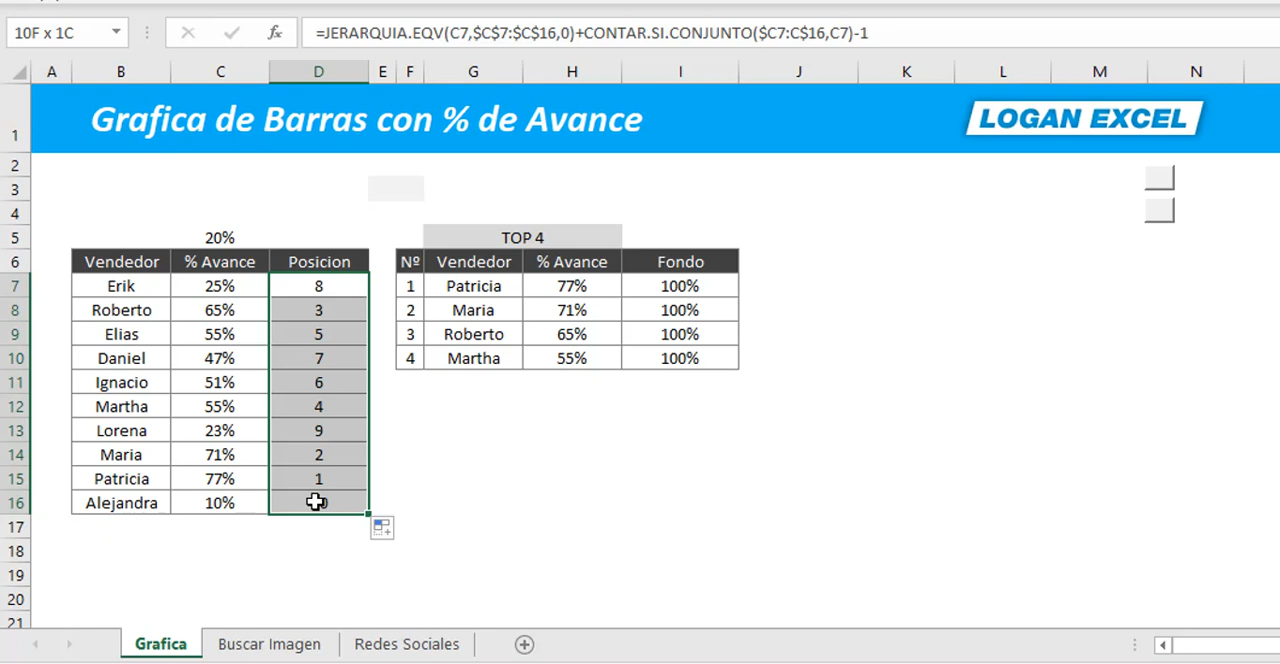 10F x 1C fx =JERARQUIA.EQV(C7,$C$7:$C$16,0)+CONTAR.SI.CONJUNTO($C7:C$16,C7)-1
A B C D E F G H I J K L M N
1 Grafica de Barras con % de Avance LOGAN EXCEL
2
3
4
5 20% TOP 4
6 Vendedor % Avance Posicion Nº Vendedor % Avance Fondo
7 Erik 25% 8 1 Patricia 77% 100%
8 Roberto 65% 3 2 Maria 71% 100%
9 Elias 55% 5 3 Roberto 65% 100%
10 Daniel 47% 7 4 Martha 55% 100%
11 Ignacio 51% 6
12 Martha 55% 4
13 Lorena 23% 9
14 Maria 71% 2
15 Patricia 77% 1
16 Alejandra 10%
17
18
19
20
21
Grafica Buscar Imagen Redes Sociales